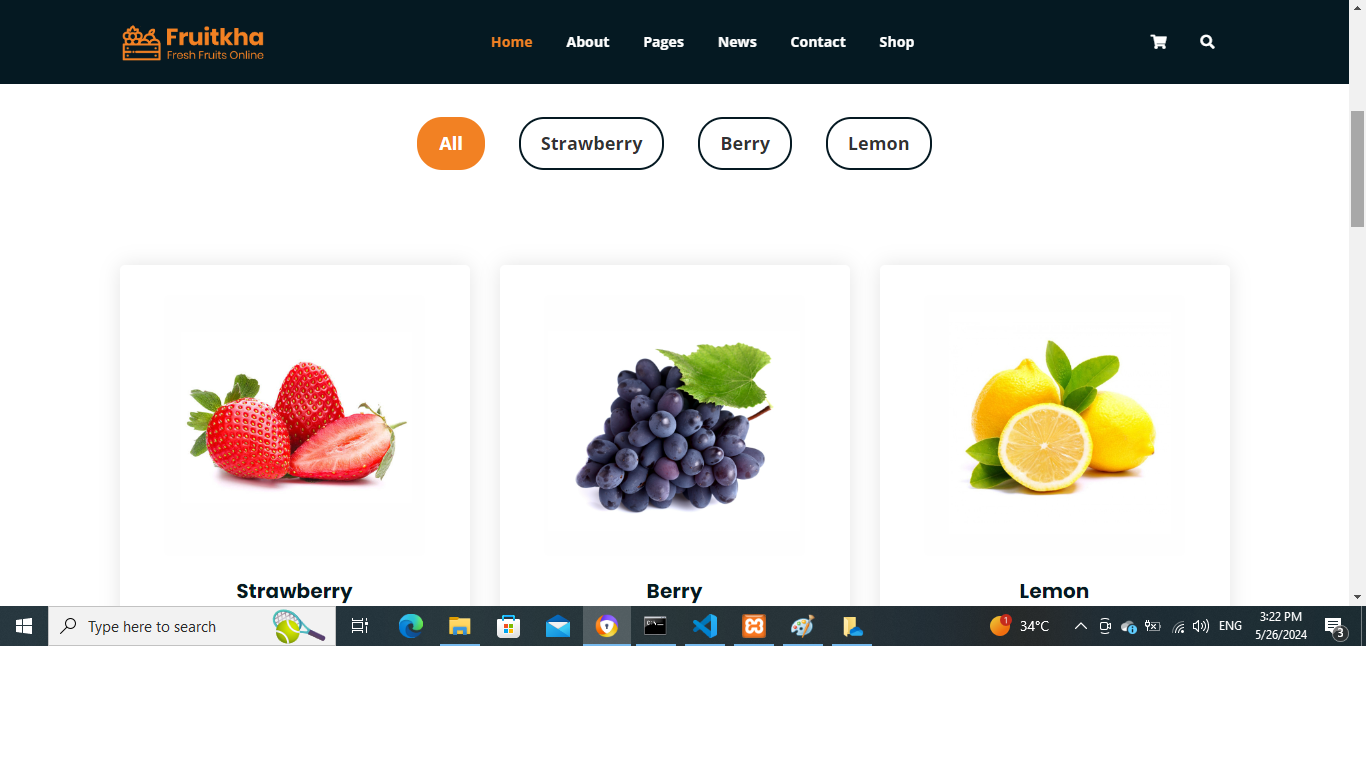 Fruitkha
Fresh Fruits Online
Home About Pages News Contact Shop
All Strawberry Berry Lemon
Strawberry Berry Lemon
Type here to search
1 34°C ENG 3:22 PM
5/26/2024 3